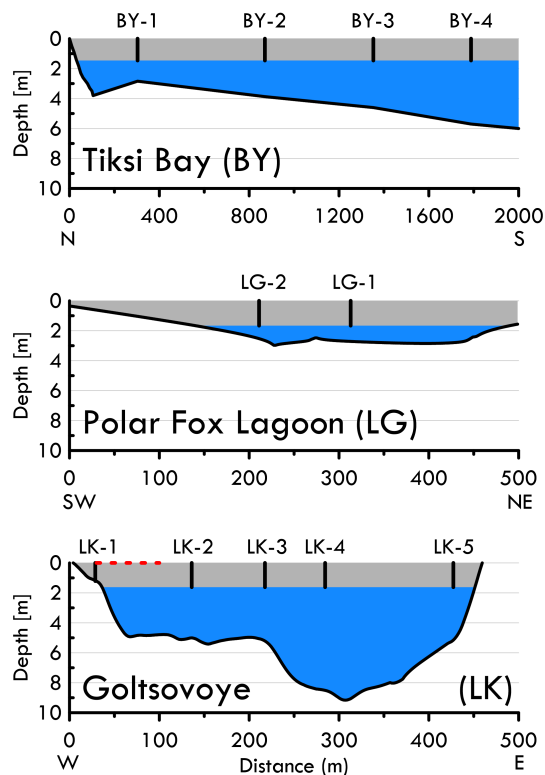 BY-1 BY-2 BY-3 BY-4
Depth [m]
0
2
4
6
8
10
Tiksi Bay (BY)
0 400 800 1200 1600 2000
N S
LG-2 LG-1
Depth [m]
0
2
4
6
8
10
Polar Fox Lagoon (LG)
0 100 200 300 400 500
SW NE
LK-1 LK-2 LK-3 LK-4 LK-5
Depth [m]
0
2
4
6
8
10
Goltsovoye (LK)
0 100 200 300 400 500
W Distance (m) E